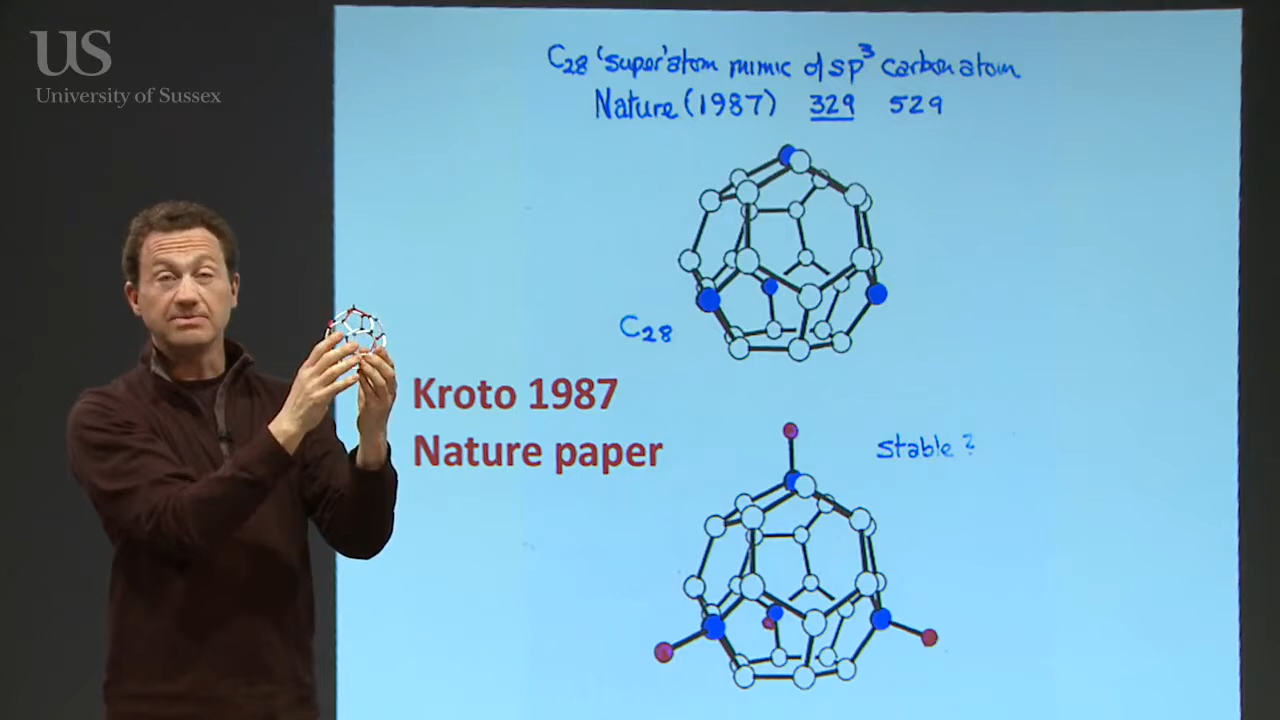 US
University of Sussex
C28 'super'atom mimic of sp3 carbon atom
Nature (1987) 329 529
C28
Kroto 1987
Nature paper
stable?